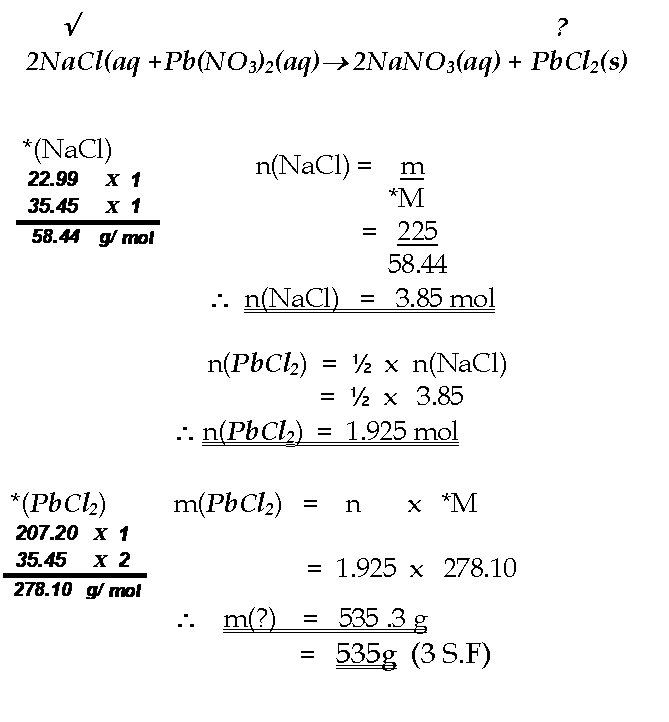 √ ?
2NaCl(aq +Pb(NO3)2(aq)→2NaNO3(aq) + PbCl2(s)
*(NaCl)
22.99 X 1
35.45 X 1
58.44 g/ mol
n(NaCl) = m
*M
= 225
58.44
∴ n(NaCl) = 3.85 mol
n(PbCl2) = ½ x n(NaCl)
= ½ x 3.85
∴ n(PbCl2) = 1.925 mol
*(PbCl2)
207.20 X 1
35.45 X 2
278.10 g/ mol
m(PbCl2) = n x *M
= 1.925 x 278.10
∴ m(?) = 535 .3 g
= 535g (3 S.F)